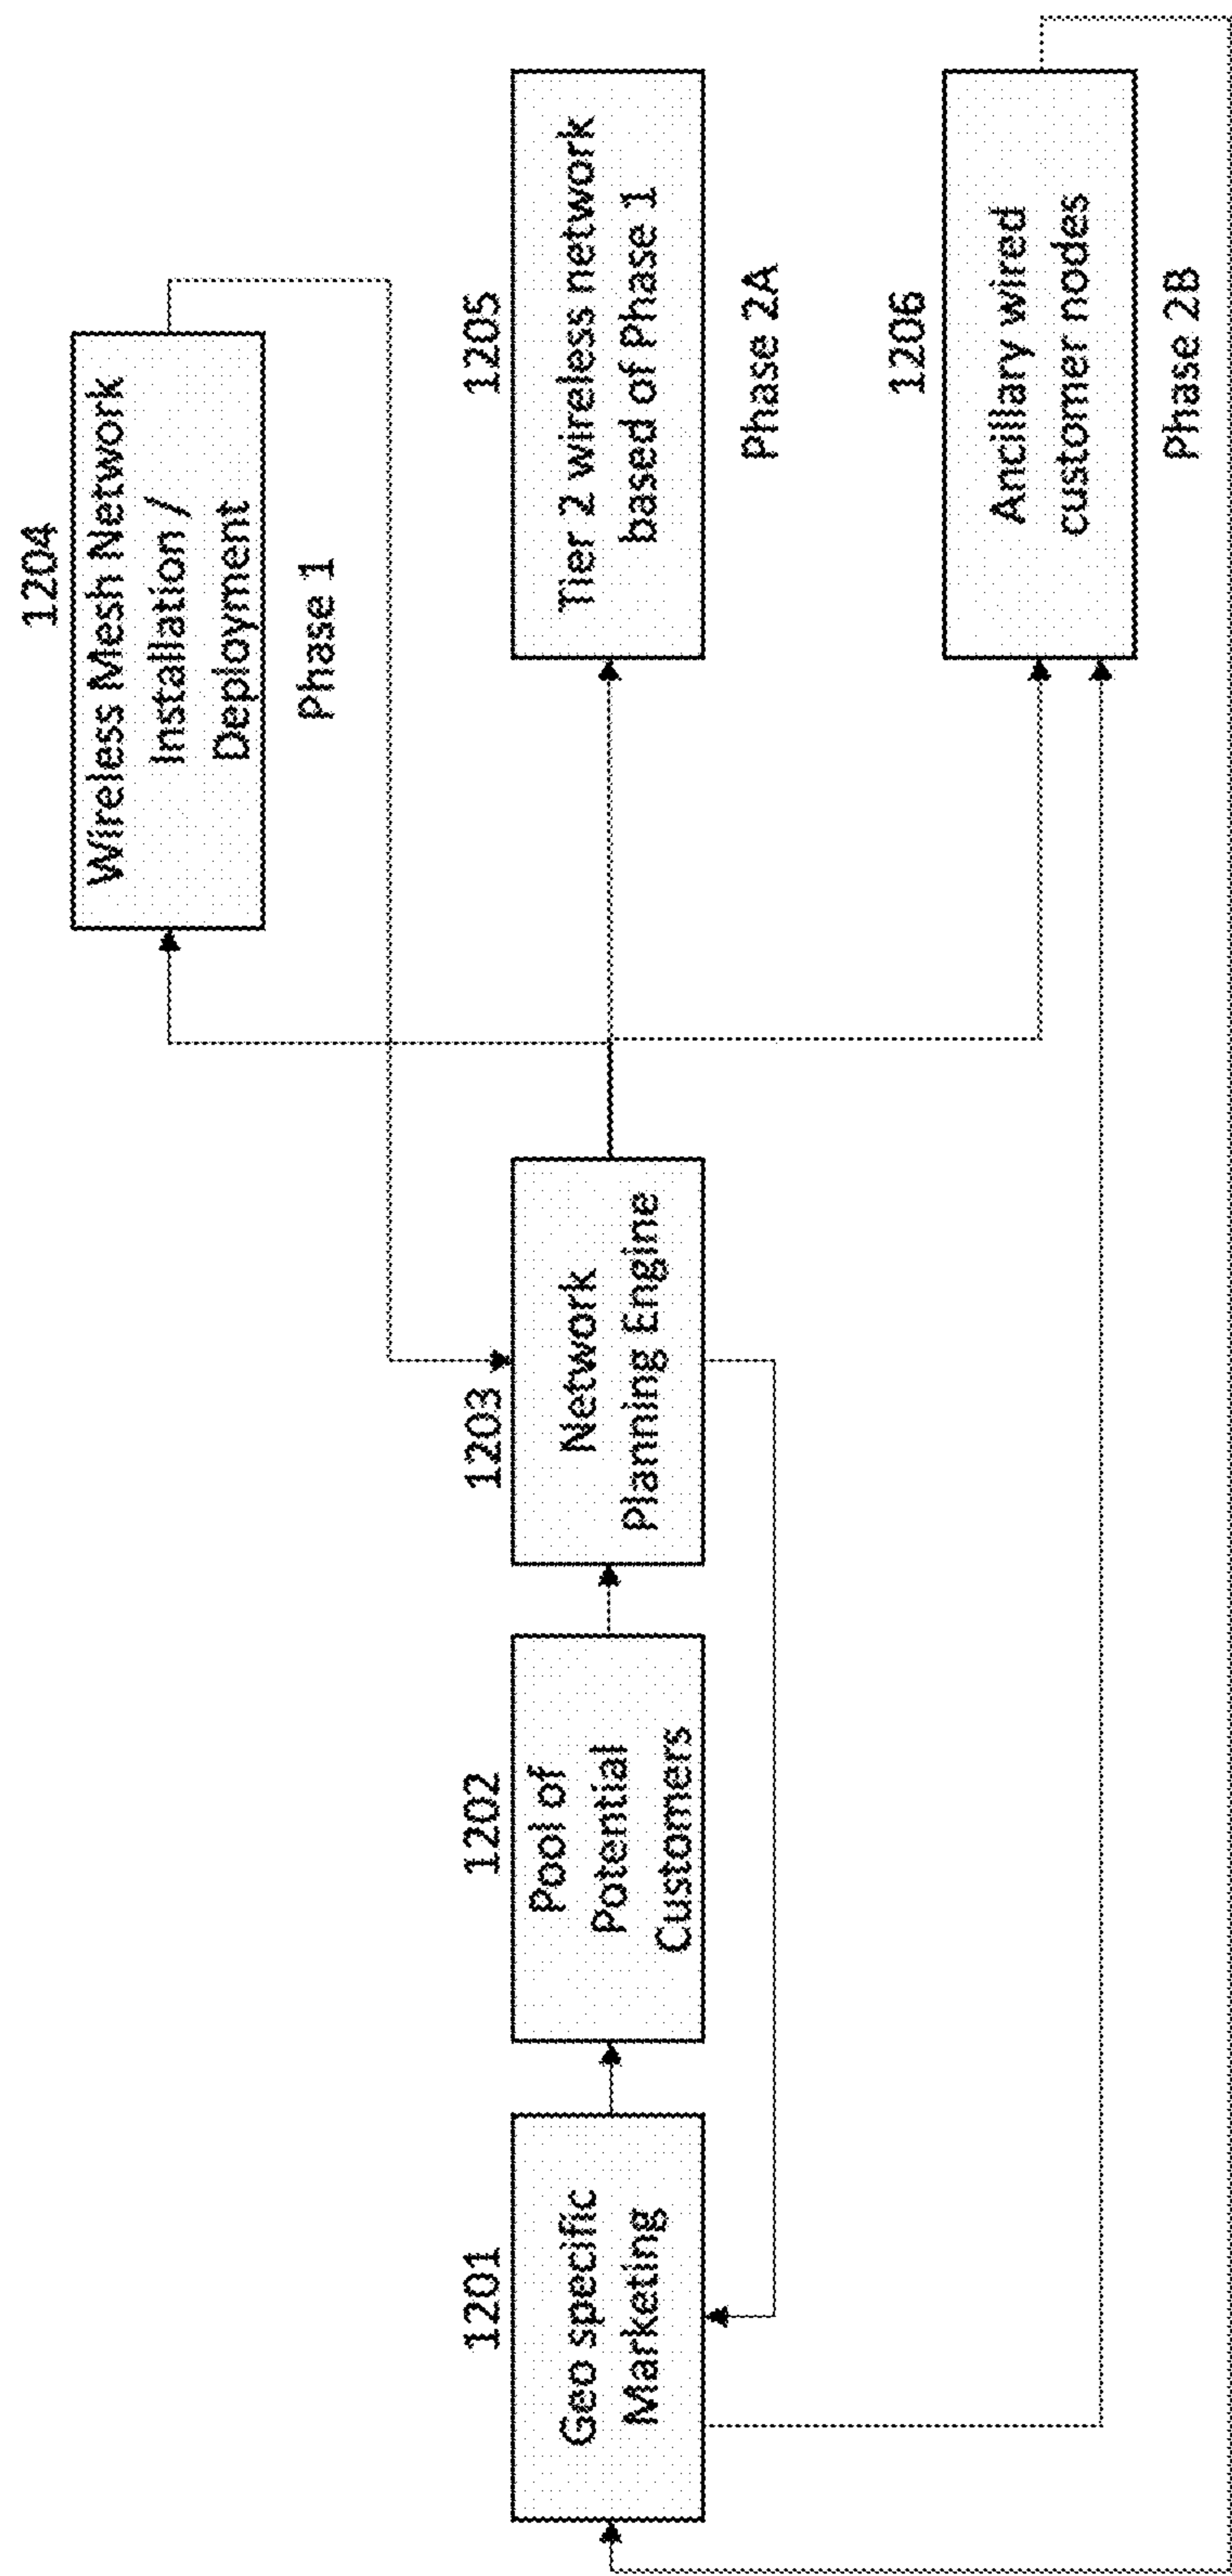 1204
Wireless Mesh Network
Installation /
Deployment
Phase 1
1201
Geo specific
Marketing
1202
Pool of
Potential
Customers
1203
Network
Planning Engine
1205
Tier 2 wireless network
based of Phase 1
Phase 2A
1206
Ancillary wired
customer nodes
Phase 2B